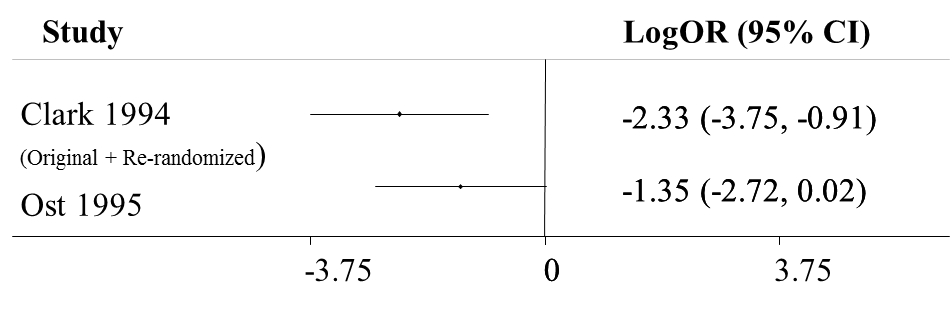 Study LogOR (95% CI)
Clark 1994 -2.33 (-3.75, -0.91)
(Original + Re-randomized)
Ost 1995 -1.35 (-2.72, 0.02)
-3.75 0 3.75